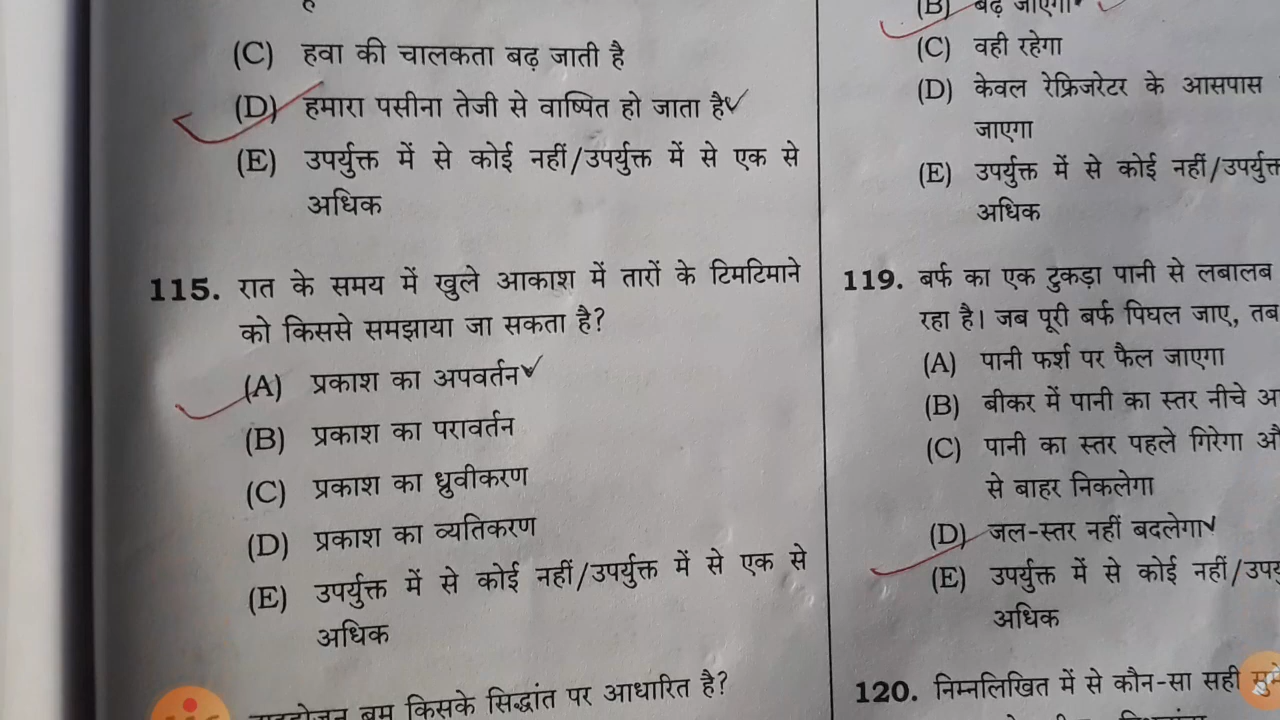 (C) हवा की चालकता बढ़ जाती है
(D) हमारा पसीना तेजी से वाष्पित हो जाता है
(E) उपर्युक्त में से कोई नहीं/उपर्युक्त में से एक से
अधिक
115. रात के समय में खुले आकाश में तारों के टिमटिमाने
को किससे समझाया जा सकता है?
(A) प्रकाश का अपवर्तन
(B) प्रकाश का परावर्तन
(C) प्रकाश का ध्रुवीकरण
(D) प्रकाश का व्यतिकरण
(E) उपर्युक्त में से कोई नहीं/उपर्युक्त में से एक से
अधिक
बम किसके सिद्धांत पर आधारित है?
(B) बढ़ जाएगा
(C) वही रहेगा
(D) केवल रेफ्रिजरेटर के आसपास
जाएगा
(E) उपर्युक्त में से कोई नहीं/उपर्युक्त
अधिक
119. बर्फ का एक टुकड़ा पानी से लबालब
रहा है। जब पूरी बर्फ पिघल जाए, तब
(A) पानी फर्श पर फैल जाएगा
(B) बीकर में पानी का स्तर नीचे
(C) पानी का स्तर पहले गिरेगा
से बाहर निकलेगा
(D) जल-स्तर नहीं बदलेगा
(E) उपर्युक्त में से कोई नहीं/
अधिक
120. निम्नलिखित में से कौन-सा सही